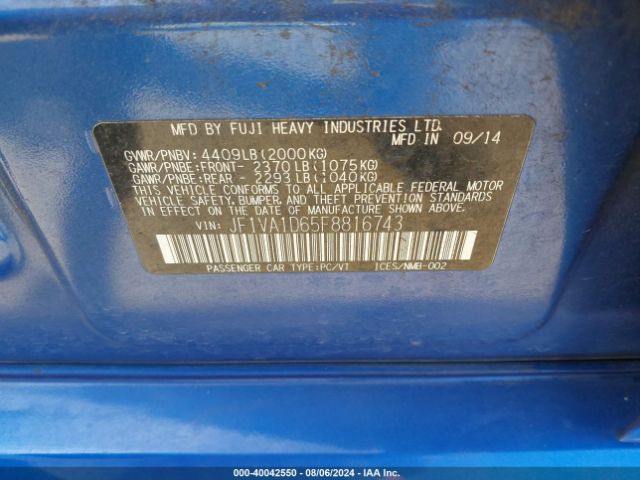 MFD BY FUJI HEAVY INDUSTRIES LTD.
MFD IN 09/14
GVWR/PNBV: 4409LB(2000KG)
GAWR/PNBE:FRONT- 2370LB(1075KG)
GAWR/PNBE:REAR - 2293LB(1040KG)
THIS VEHICLE CONFORMS TO ALL APPLICABLE FEDERAL MOTOR
VEHICLE SAFETY, BUMPER, AND THEFT PREVENTION STANDARDS
IN EFFECT ON THE DATE OF MANUFACTURE SHOWN ABOVE.
VIN: JF1VA1D65F8816743
PASSENGER CAR TYPE:PC/VT ICES/NMB-002
000-40042550 - 08/06/2024 - IAA Inc.